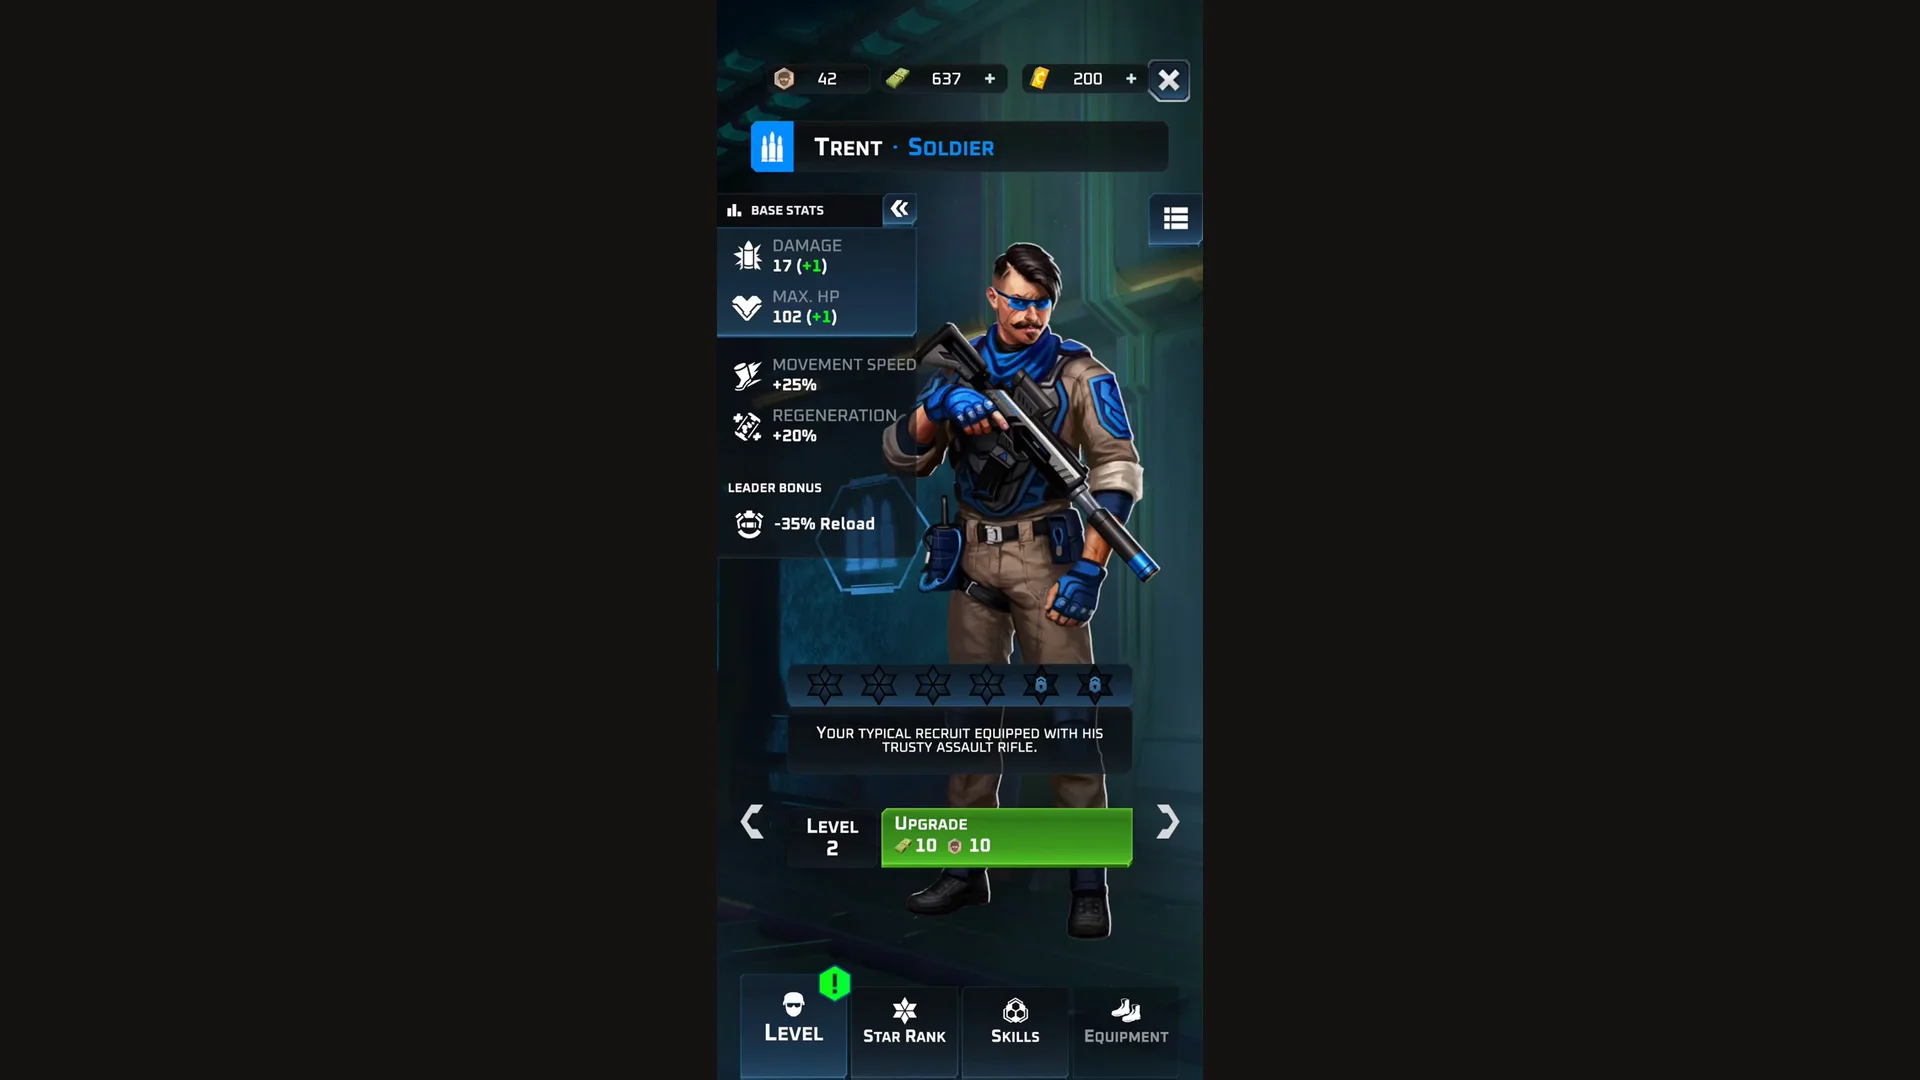 42
637 +
200 +
TRENT · SOLDIER
BASE STATS
DAMAGE
17 (+1)
MAX. HP
102 (+1)
MOVEMENT SPEED
+25%
REGENERATION
+20%
LEADER BONUS
-35% Reload
YOUR TYPICAL RECRUIT EQUIPPED WITH HIS
TRUSTY ASSAULT RIFLE.
LEVEL
2
UPGRADE
10 10
!
LEVEL
STAR RANK
SKILLS
EQUIPMENT